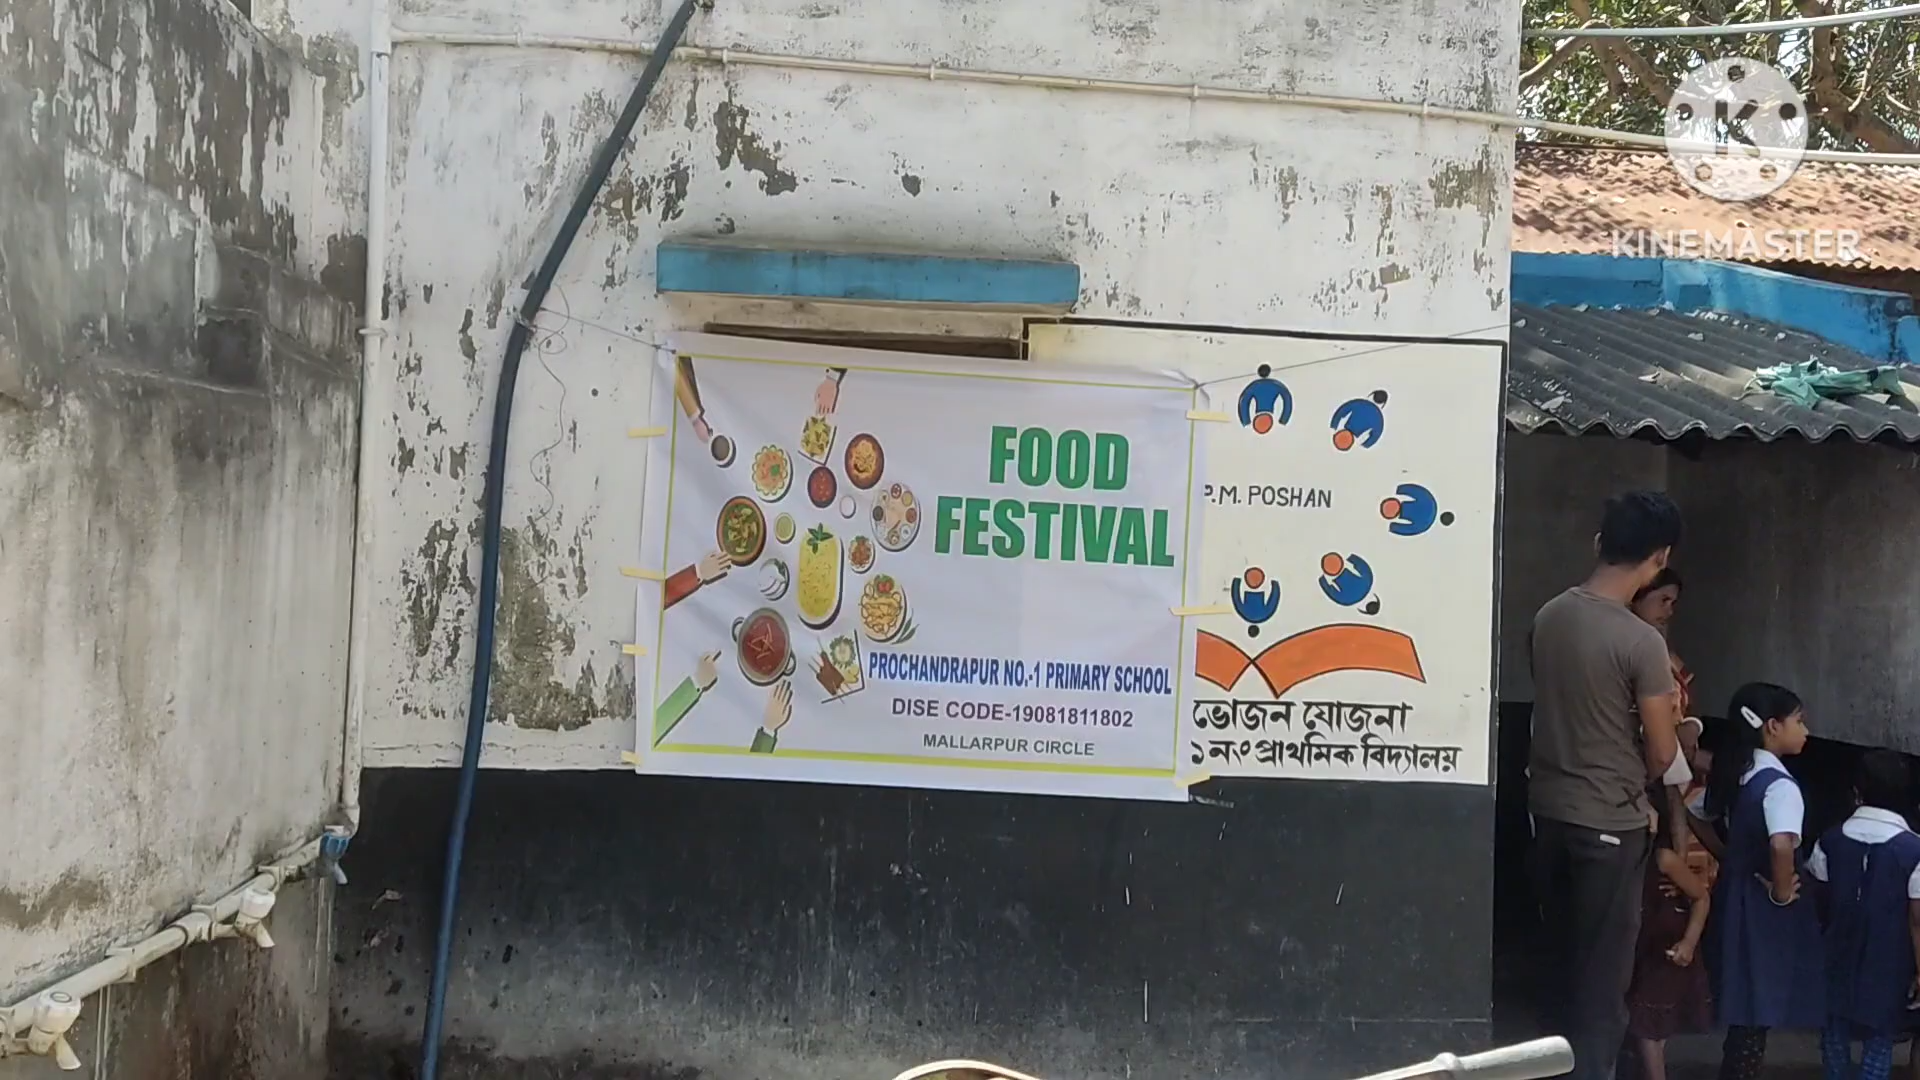 KINEMASTER
FOOD
FESTIVAL
PROCHANDRAPUR NO.-1 PRIMARY SCHOOL
DISE CODE-19081811802
MALLARPUR CIRCLE
P.M. POSHAN
ভোজন যোজনা
১ নং প্রাথমিক বিদ্যালয়